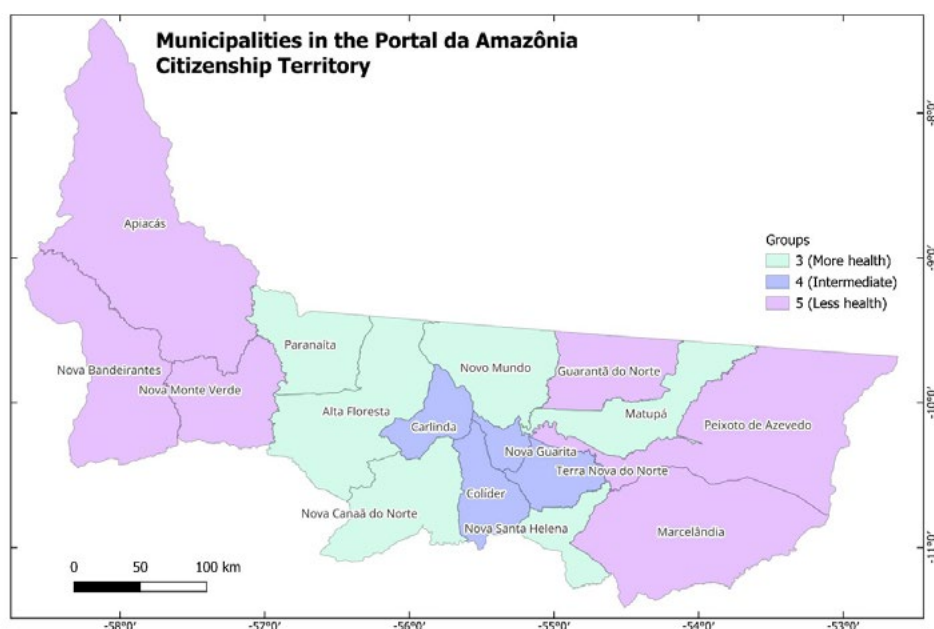 Municipalities in the Portal da Amazônia
Citizenship Territory
-8°0'
Apiacás
Groups
3 (More health)
4 (Intermediate)
5 (Less health)
-9°0'
Paranaíta
Novo Mundo
Nova Bandeirantes
Guarantã do Norte
Nova Monte Verde
-10°0'
Alta Floresta
Matupá
Carlinda
Peixoto de Azevedo
Nova Guarita
Terra Nova do Norte
Colíder
Nova Canaã do Norte
Nova Santa Helena
Marcelândia
-11°0'
0 50 100 km
-58°0' -57°0' -56°0' -55°0' -54°0' -53°0'